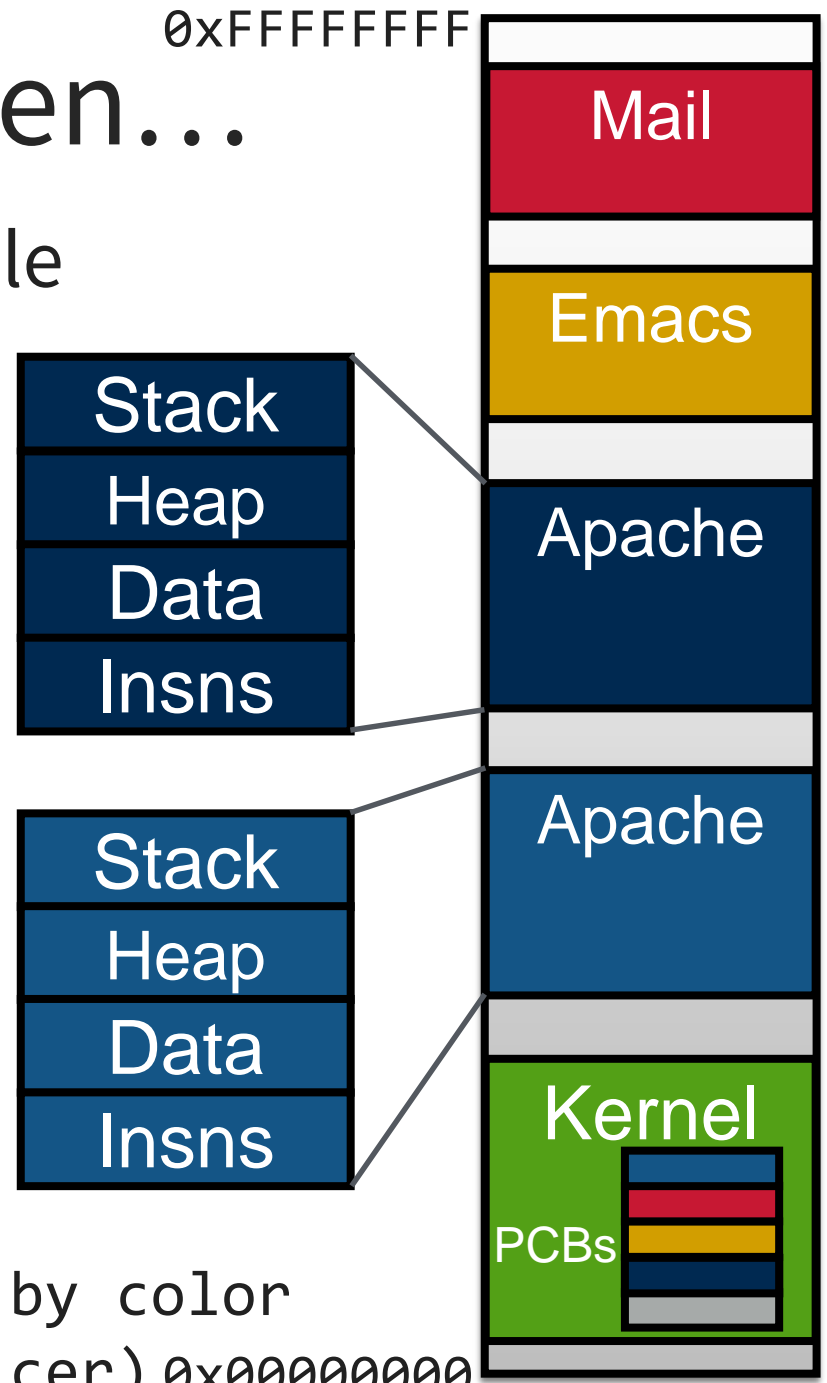 0xFFFFFFFF
en…
le
Mail
Emacs
Apache
Stack
Heap
Data
Insns
Apache
Stack
Heap
Data
Insns
Kernel
PCBs
by color
cer) 0x00000000